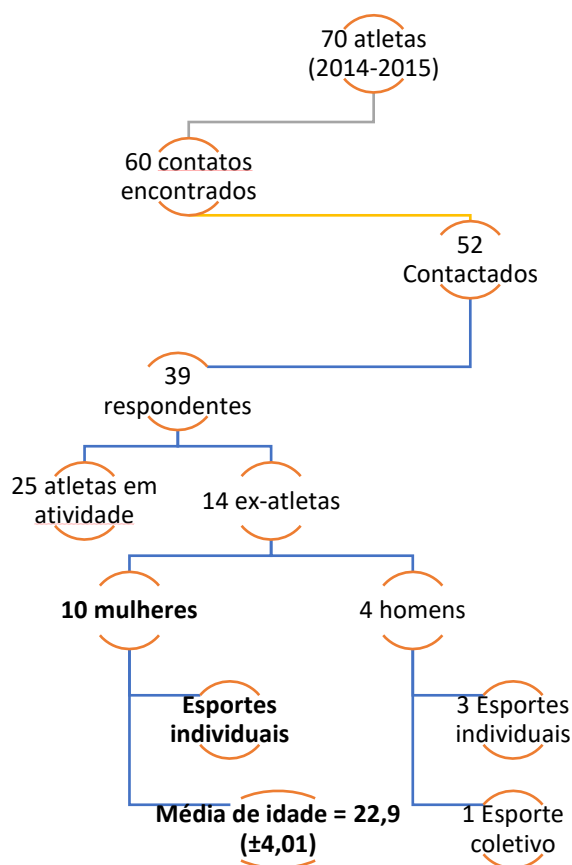 70 atletas
(2014-2015)
60 contatos
encontrados
52
Contactados
39
respondentes
25 atletas em
atividade
14 ex-atletas
10 mulheres
4 homens
Esportes
individuais
3 Esportes
individuais
Média de idade = 22,9
(±4,01)
1 Esporte
coletivo